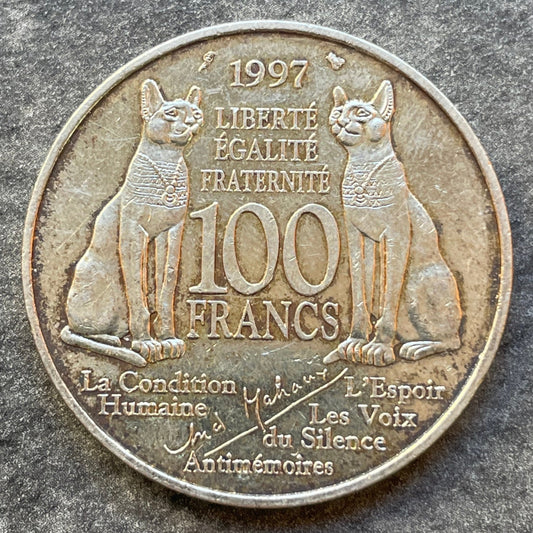 1997
LIBERTÉ
ÉGALITÉ
FRATERNITÉ
100
FRANCS
La Condition
Humaine
L'Espoir
Les Voix
du Silence
Antimémoires